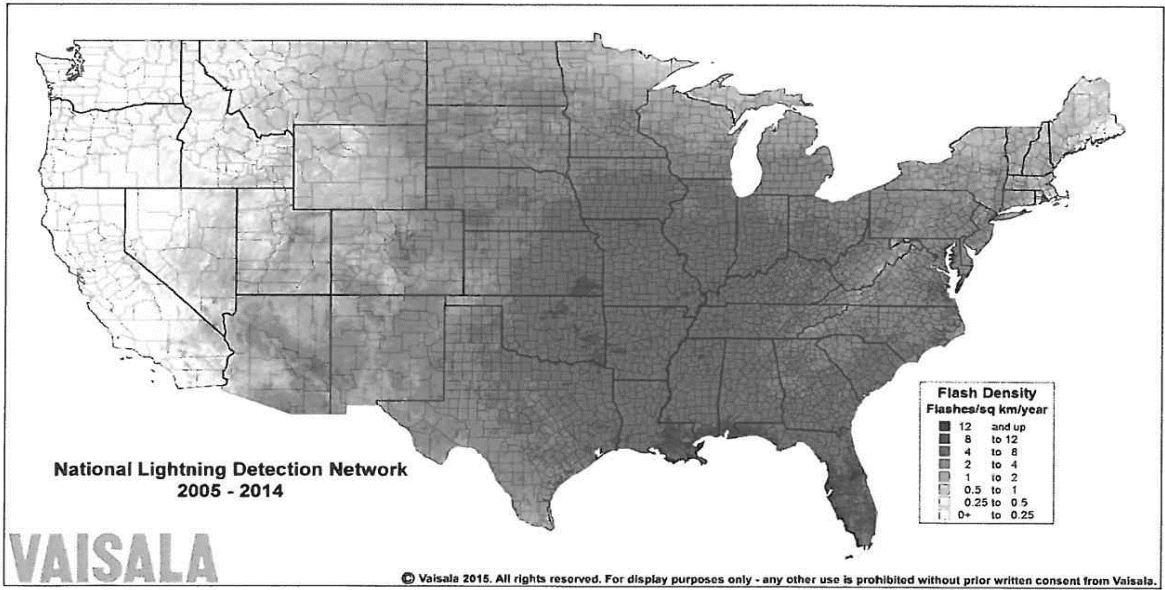 National Lightning Detection Network
2005 - 2014
Flash Density
Flashes/sq km/year
12 and up
8 to 12
4 to 8
2 to 4
1 to 2
0.5 to 1
0.25 to 0.5
0+ to 0.25
VAISALA
© Vaisala 2015. All rights reserved. For display purposes only - any other use is prohibited without prior written consent from Vaisala.